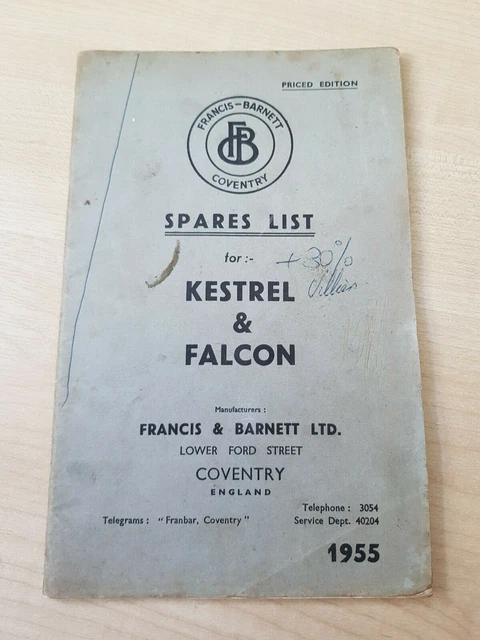 PRICED EDITION
FRANCIS-BARNETT
FB
COVENTRY
SPARES LIST
for :-
+30%
KESTREL
&
FALCON
Manufacturers :
FRANCIS & BARNETT LTD.
LOWER FORD STREET
COVENTRY
ENGLAND
Telephone : 3054
Telegrams : "Franbar, Coventry"
Service Dept. 40204
1955